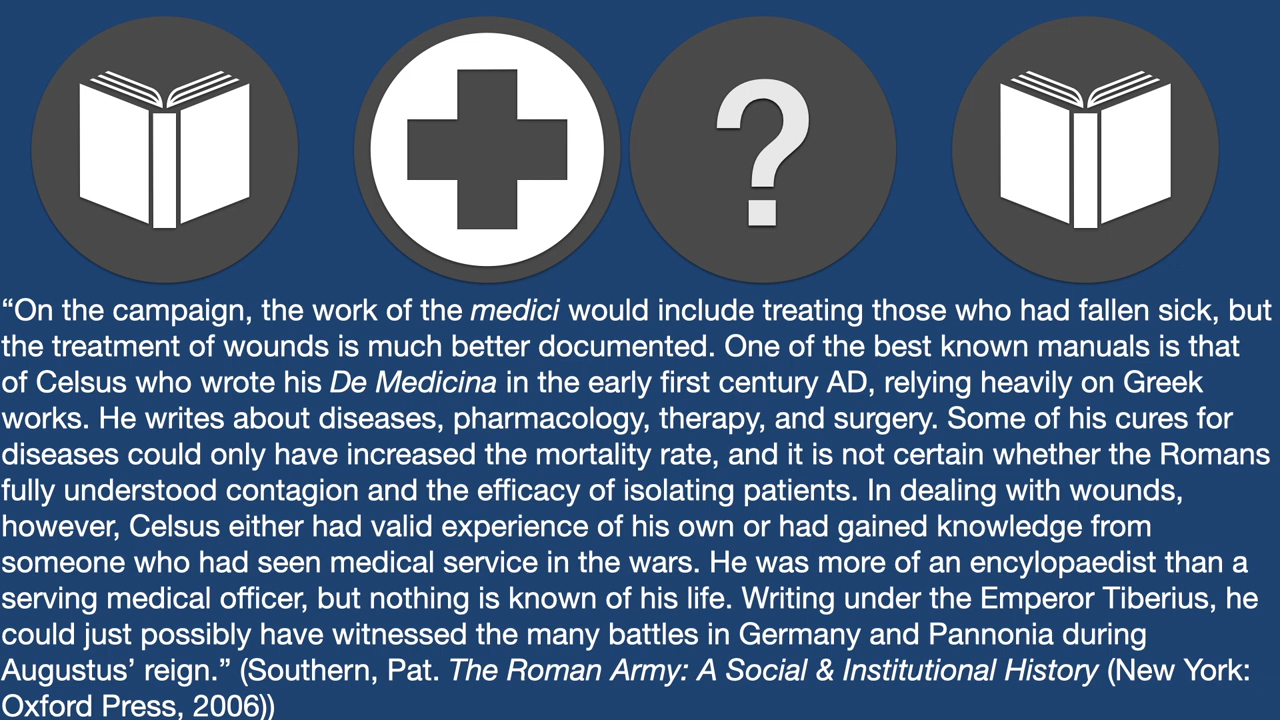 ?
“On the campaign, the work of the medici would include treating those who had fallen sick, but
the treatment of wounds is much better documented. One of the best known manuals is that
of Celsus who wrote his De Medicina in the early first century AD, relying heavily on Greek
works. He writes about diseases, pharmacology, therapy, and surgery. Some of his cures for
diseases could only have increased the mortality rate, and it is not certain whether the Romans
fully understood contagion and the efficacy of isolating patients. In dealing with wounds,
however, Celsus either had valid experience of his own or had gained knowledge from
someone who had seen medical service in the wars. He was more of an encylopaedist than a
serving medical officer, but nothing is known of his life. Writing under the Emperor Tiberius, he
could just possibly have witnessed the many battles in Germany and Pannonia during
Augustus’ reign.” (Southern, Pat. The Roman Army: A Social & Institutional History (New York:
Oxford Press, 2006))